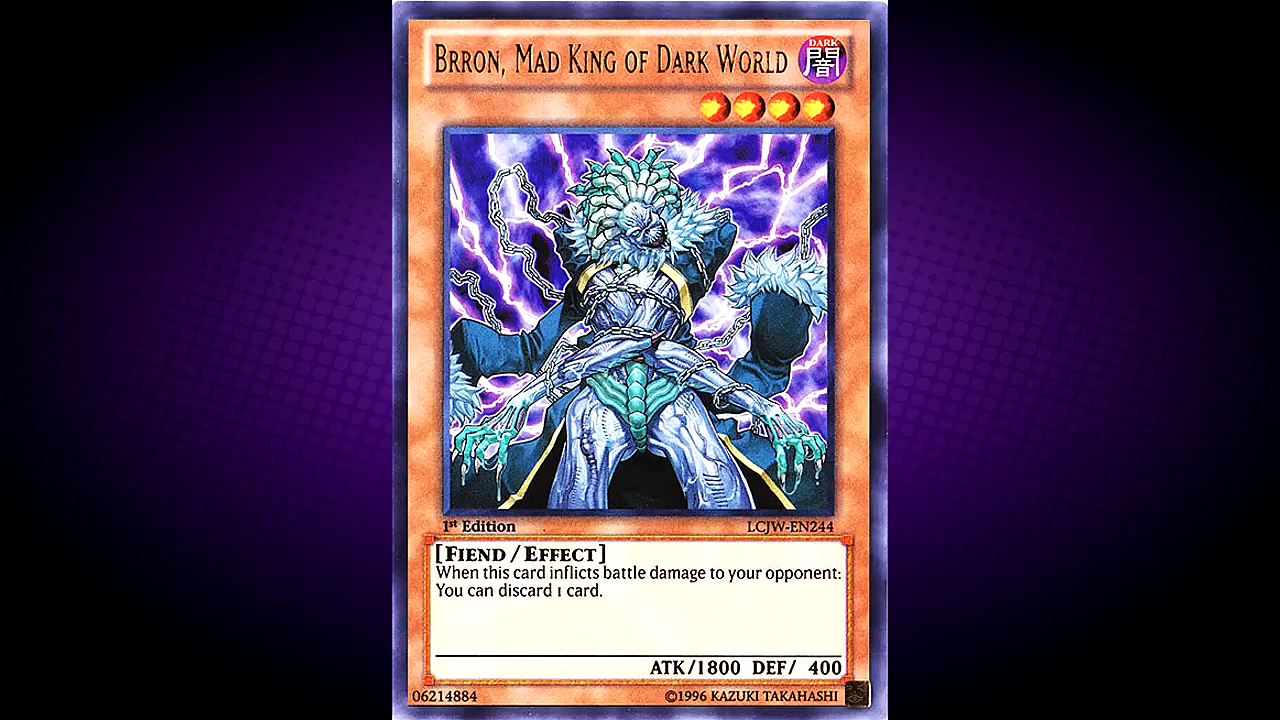 Brron, Mad King of Dark World
DARK
闇
1st Edition
LCJW-EN244
[Fiend / Effect]
When this card inflicts battle damage to your opponent:
You can discard 1 card.
ATK/1800 DEF/ 400
06214884
©1996 KAZUKI TAKAHASHI